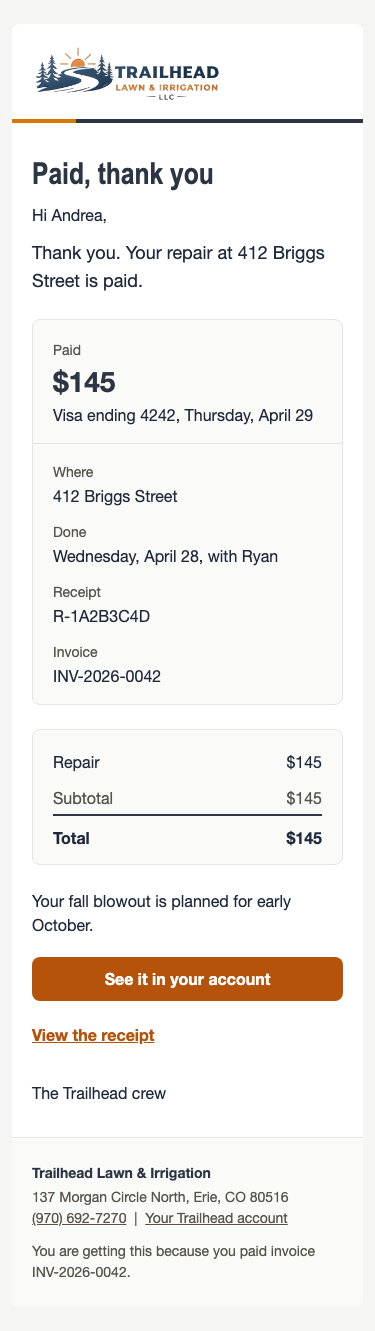 TRAILHEAD
LAWN & IRRIGATION
LLC
Paid, thank you
Hi Andrea,
Thank you. Your repair at 412 Briggs
Street is paid.
Paid
$145
Visa ending 4242, Thursday, April 29
Where
412 Briggs Street
Done
Wednesday, April 28, with Ryan
Receipt
R-1A2B3C4D
Invoice
INV-2026-0042
Repair $145
Subtotal $145
Total $145
Your fall blowout is planned for early
October.
See it in your account
View the receipt
The Trailhead crew
Trailhead Lawn & Irrigation
137 Morgan Circle North, Erie, CO 80516
(970) 692-7270 | Your Trailhead account
You are getting this because you paid invoice
INV-2026-0042.